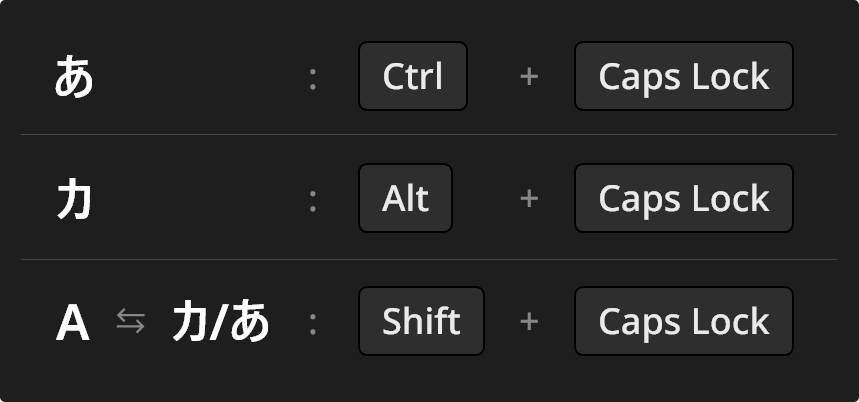 あ : Ctrl + Caps Lock
カ : Alt + Caps Lock
A ⇆ カ/あ : Shift + Caps Lock